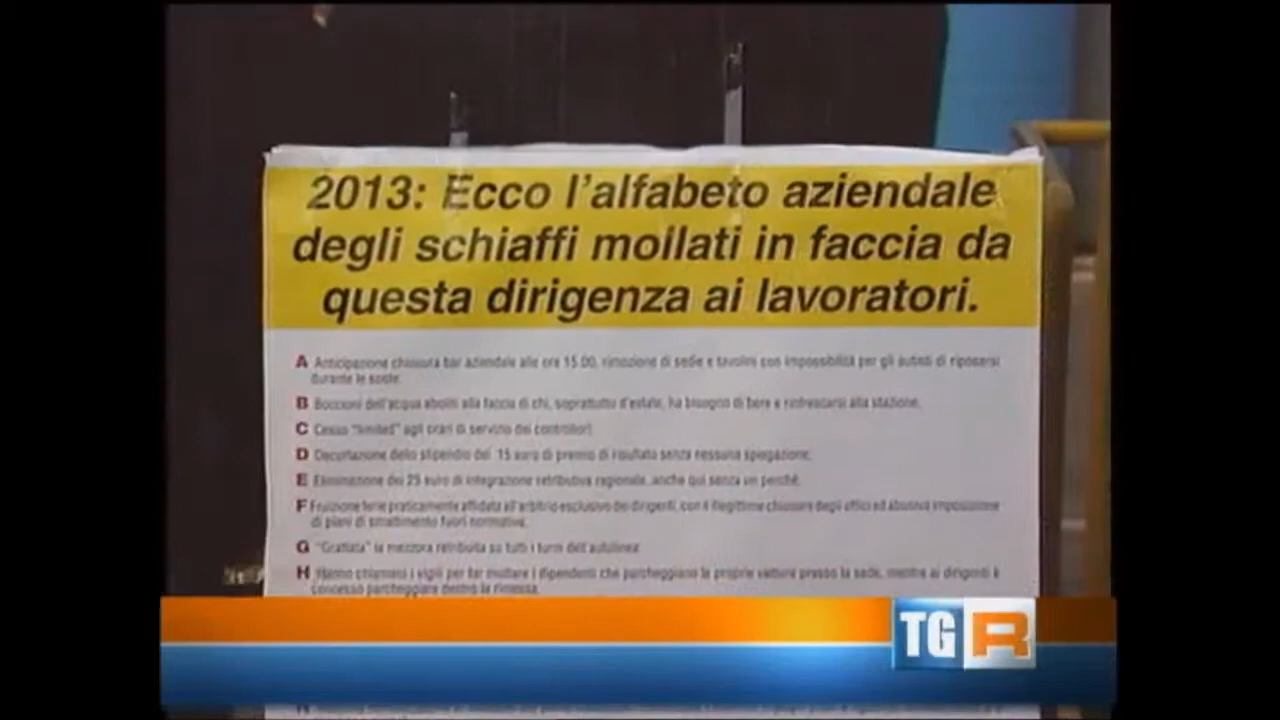 2013: Ecco l'alfabeto aziendale
degli schiaffi mollati in faccia da
questa dirigenza ai lavoratori.
A Anticipazione chiusura bar aziendale alle ore 15.00, rimozione di sedie e tavolini con impossibilità per gli autisti di riposarsi
durante le soste.
B Boccioni dell'acqua aboliti alla faccia di chi, soprattutto d'estate, ha bisogno di bere e rinfrescarsi alla stazione.
C Cesso "limited" agli orari di servizio dei controllori!
D Decurtazione dello stipendio dei 15 euro di premio di risultato senza nessuna spiegazione.
E Eliminazione dei 25 euro di integrazione retributiva regionale, anche qui senza un perchè.
F Fruizione ferie praticamente affidata all'arbitrio esclusivo dei dirigenti, con illegittime chiusure degli uffici ed abusiva imposizione
di piani di smaltimento fuori normativa.
G "Grattata" la mezzora retribuita su tutti i turni dell'autolinea
H Hanno chiamato i vigili per far multare i dipendenti che parcheggiano le proprie vetture presso la sede, mentre ai dirigenti è
concesso parcheggiare dentro la rimessa.
TGR